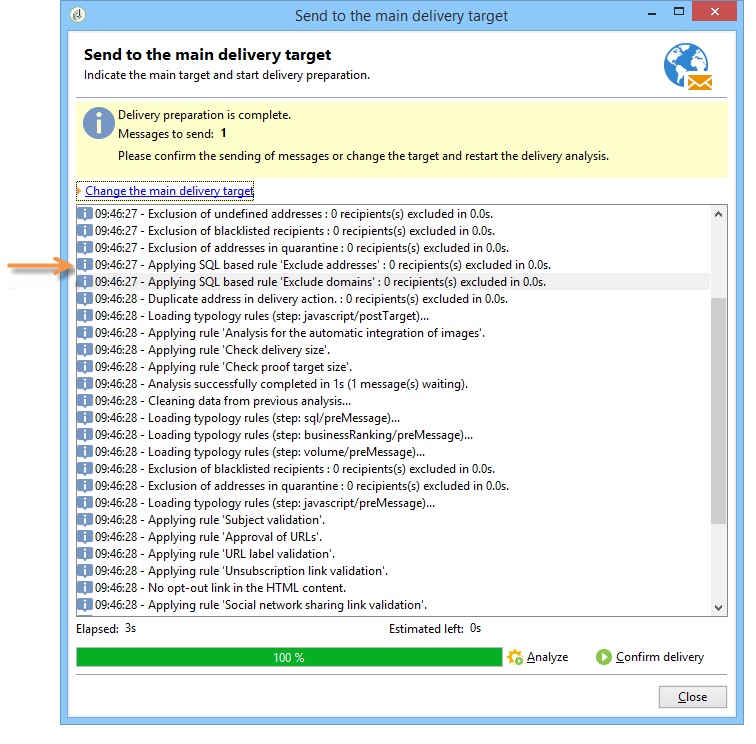 Send to the main delivery target
Send to the main delivery target
Indicate the main target and start delivery preparation.
Delivery preparation is complete.
Messages to send: 1
Please confirm the sending of messages or change the target and restart the delivery analysis.
Change the main delivery target
09:46:27 - Exclusion of undefined addresses : 0 recipients(s) excluded in 0.0s.
09:46:27 - Exclusion of blacklisted recipients : 0 recipients(s) excluded in 0.0s.
09:46:27 - Exclusion of addresses in quarantine : 0 recipients(s) excluded in 0.0s.
09:46:27 - Applying SQL based rule 'Exclude addresses' : 0 recipients(s) excluded in 0.0s.
09:46:27 - Applying SQL based rule 'Exclude domains' : 0 recipients(s) excluded in 0.0s.
09:46:28 - Duplicate address in delivery action. : 0 recipients(s) excluded in 0.0s.
09:46:28 - Loading typology rules (step: javascript/postTarget)...
09:46:28 - Applying rule 'Analysis for the automatic integration of images'.
09:46:28 - Applying rule 'Check delivery size'.
09:46:28 - Applying rule 'Check proof target size'.
09:46:28 - Analysis successfully completed in 1s (1 message(s) waiting).
09:46:28 - Cleaning data from previous analysis...
09:46:28 - Loading typology rules (step: sql/preMessage)...
09:46:28 - Loading typology rules (step: businessRanking/preMessage)...
09:46:28 - Loading typology rules (step: volume/preMessage)...
09:46:28 - Exclusion of blacklisted recipients : 0 recipients(s) excluded in 0.0s.
09:46:28 - Exclusion of addresses in quarantine : 0 recipients(s) excluded in 0.0s.
09:46:28 - Loading typology rules (step: javascript/preMessage)...
09:46:28 - Applying rule 'Subject validation'.
09:46:28 - Applying rule 'Approval of URLs'.
09:46:28 - Applying rule 'URL label validation'.
09:46:28 - Applying rule 'Unsubscription link validation'.
09:46:28 - No opt-out link in the HTML content.
09:46:28 - Applying rule 'Social network sharing link validation'.
Elapsed: 3s Estimated left: 0s
100 % Analyze Confirm delivery
Close